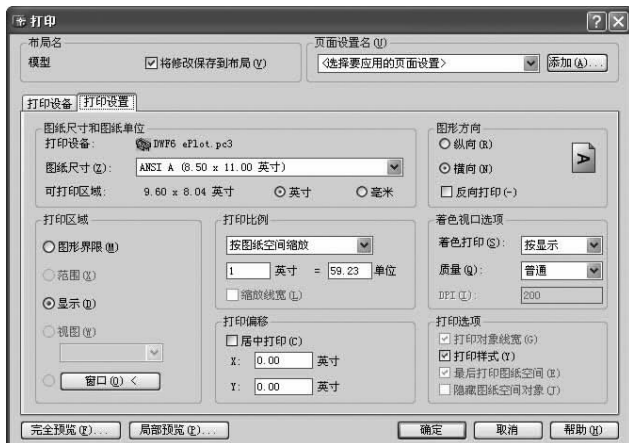 打印
布局名
模型
将修改保存到布局(V)
页面设置名(U)
<选择要应用的页面设置>
添加(A)...
打印设备
打印设置
图纸尺寸和图纸单位
打印设备:
DWF6 ePlot.pc3
图纸尺寸(Z):
ANSI A (8.50 x 11.00 英寸)
可打印区域:
9.60 x 8.04 英寸
英寸
毫米
图形方向
纵向(R)
横向(N)
反向打印(-)
A
打印区域
图形界限(M)
范围(X)
显示(D)
视图(W)
窗口(O) <
打印比例
按图纸空间缩放
1 英寸 = 59.23 单位
缩放线宽(L)
打印偏移
居中打印(C)
X: 0.00 英寸
Y: 0.00 英寸
着色视口选项
着色打印(S): 按显示
质量(Q): 普通
DPI(I): 200
打印选项
打印对象线宽(G)
打印样式(Y)
最后打印图纸空间(E)
隐藏图纸空间对象(T)
完全预览(F)...
局部预览(P)...
确定
取消
帮助(H)